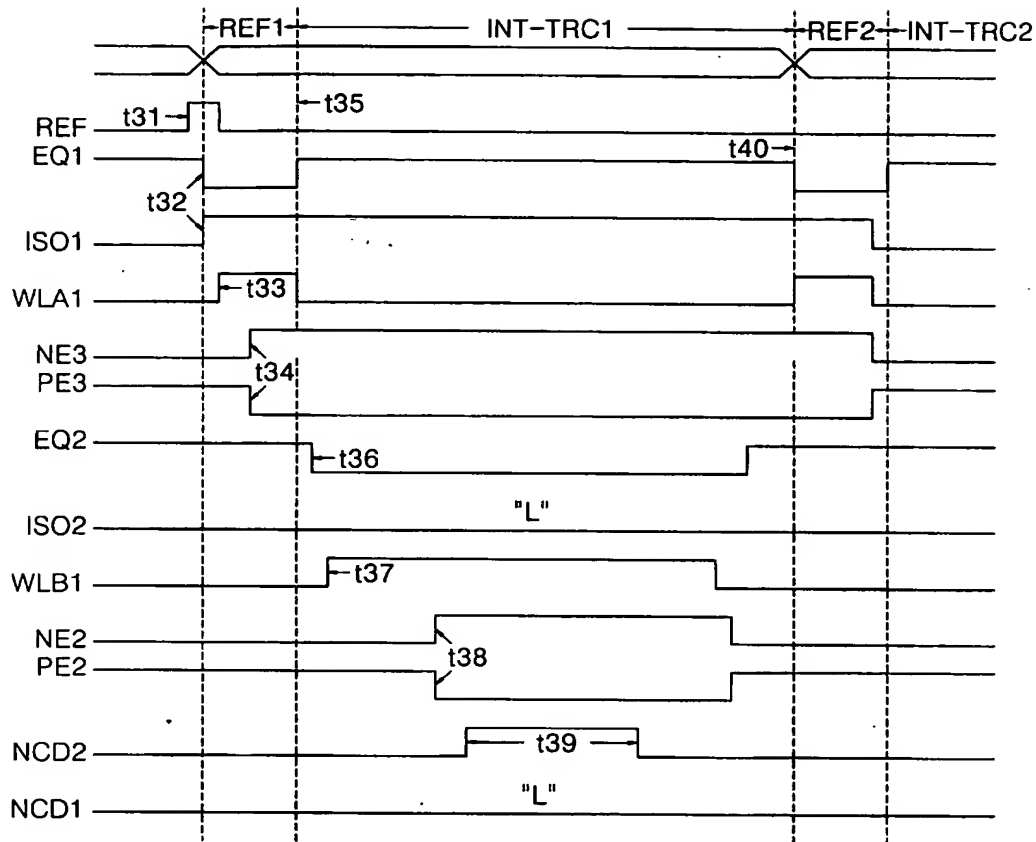 REF1 INT-TRC1 REF2 INT-TRC2
REF t31 t35
EQ1 t40
t32
ISO1
WLA1 t33
NE3
t34
PE3
EQ2 t36
"L"
ISO2
WLB1 t37
NE2
t38
PE2
NCD2 t39
"L"
NCD1